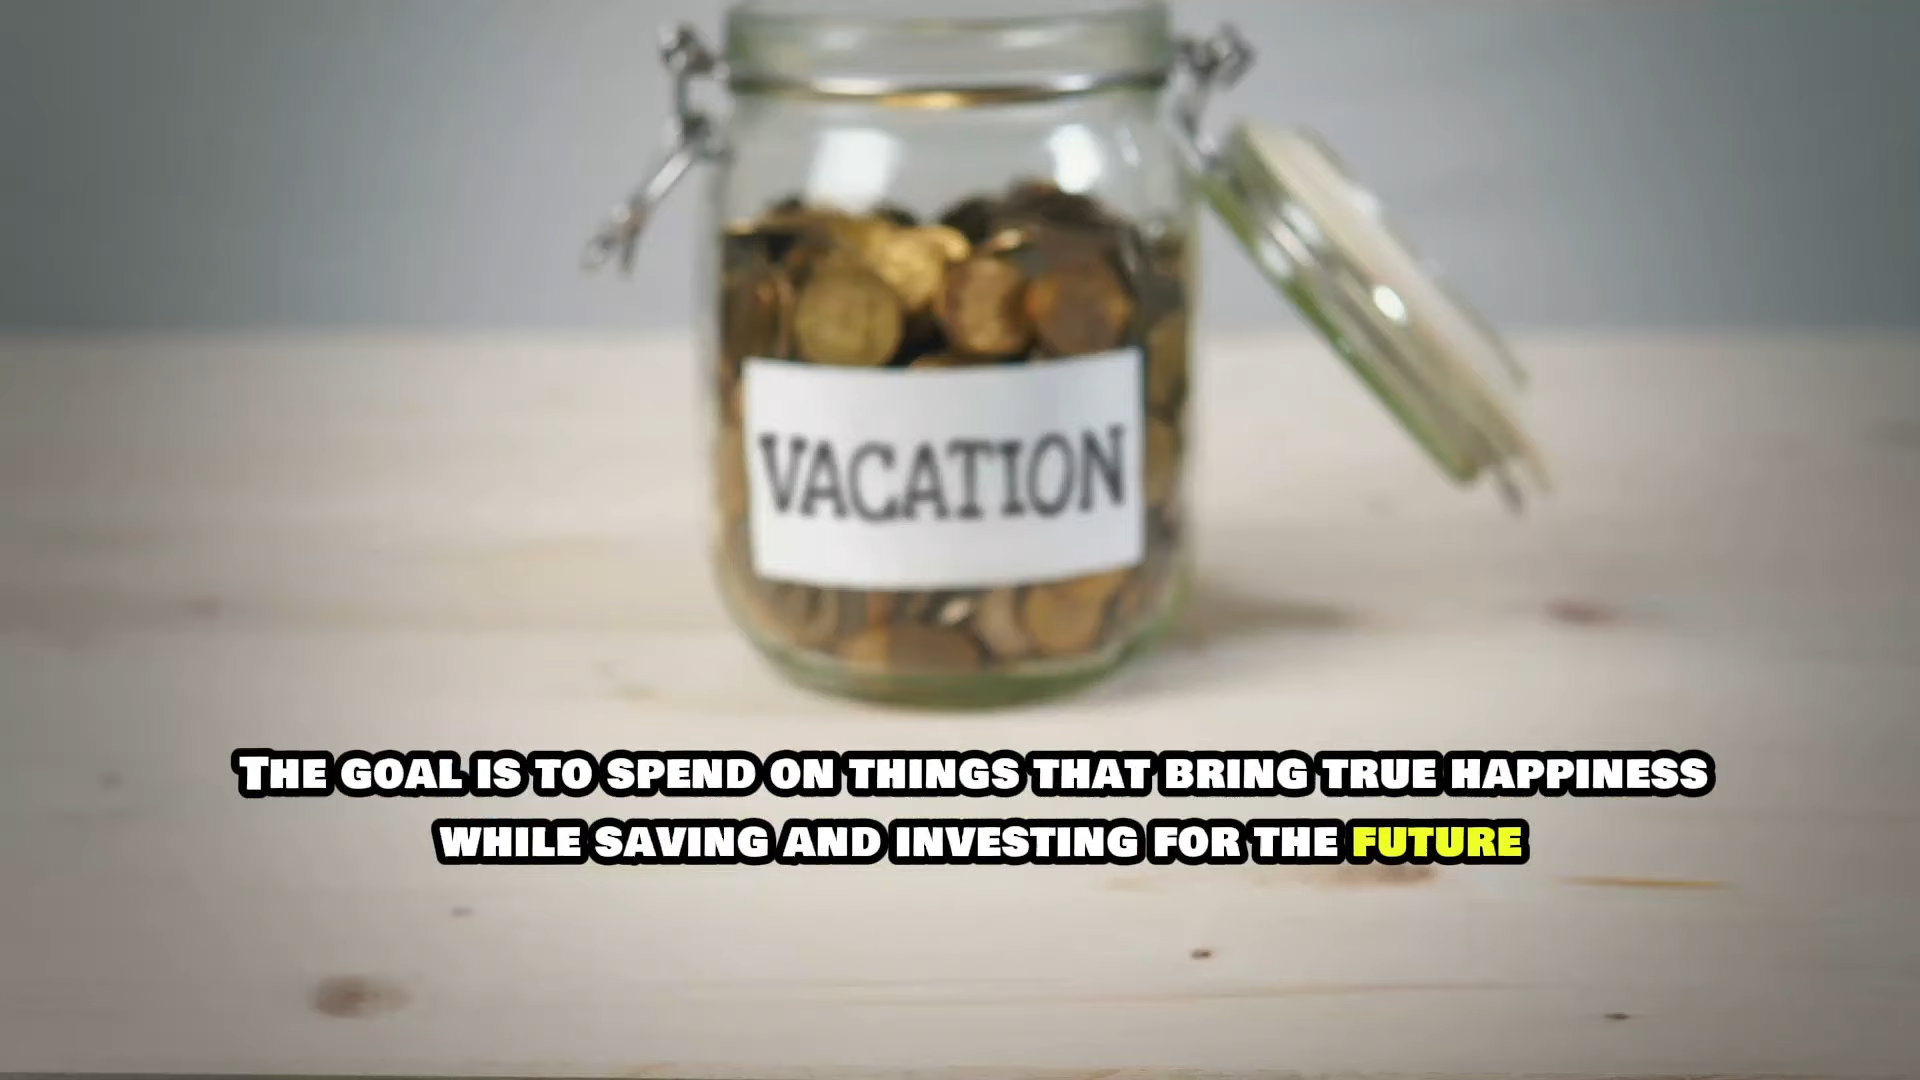 VACATION
THE GOAL IS TO SPEND ON THINGS THAT BRING TRUE HAPPINESS
WHILE SAVING AND INVESTING FOR THE FUTURE